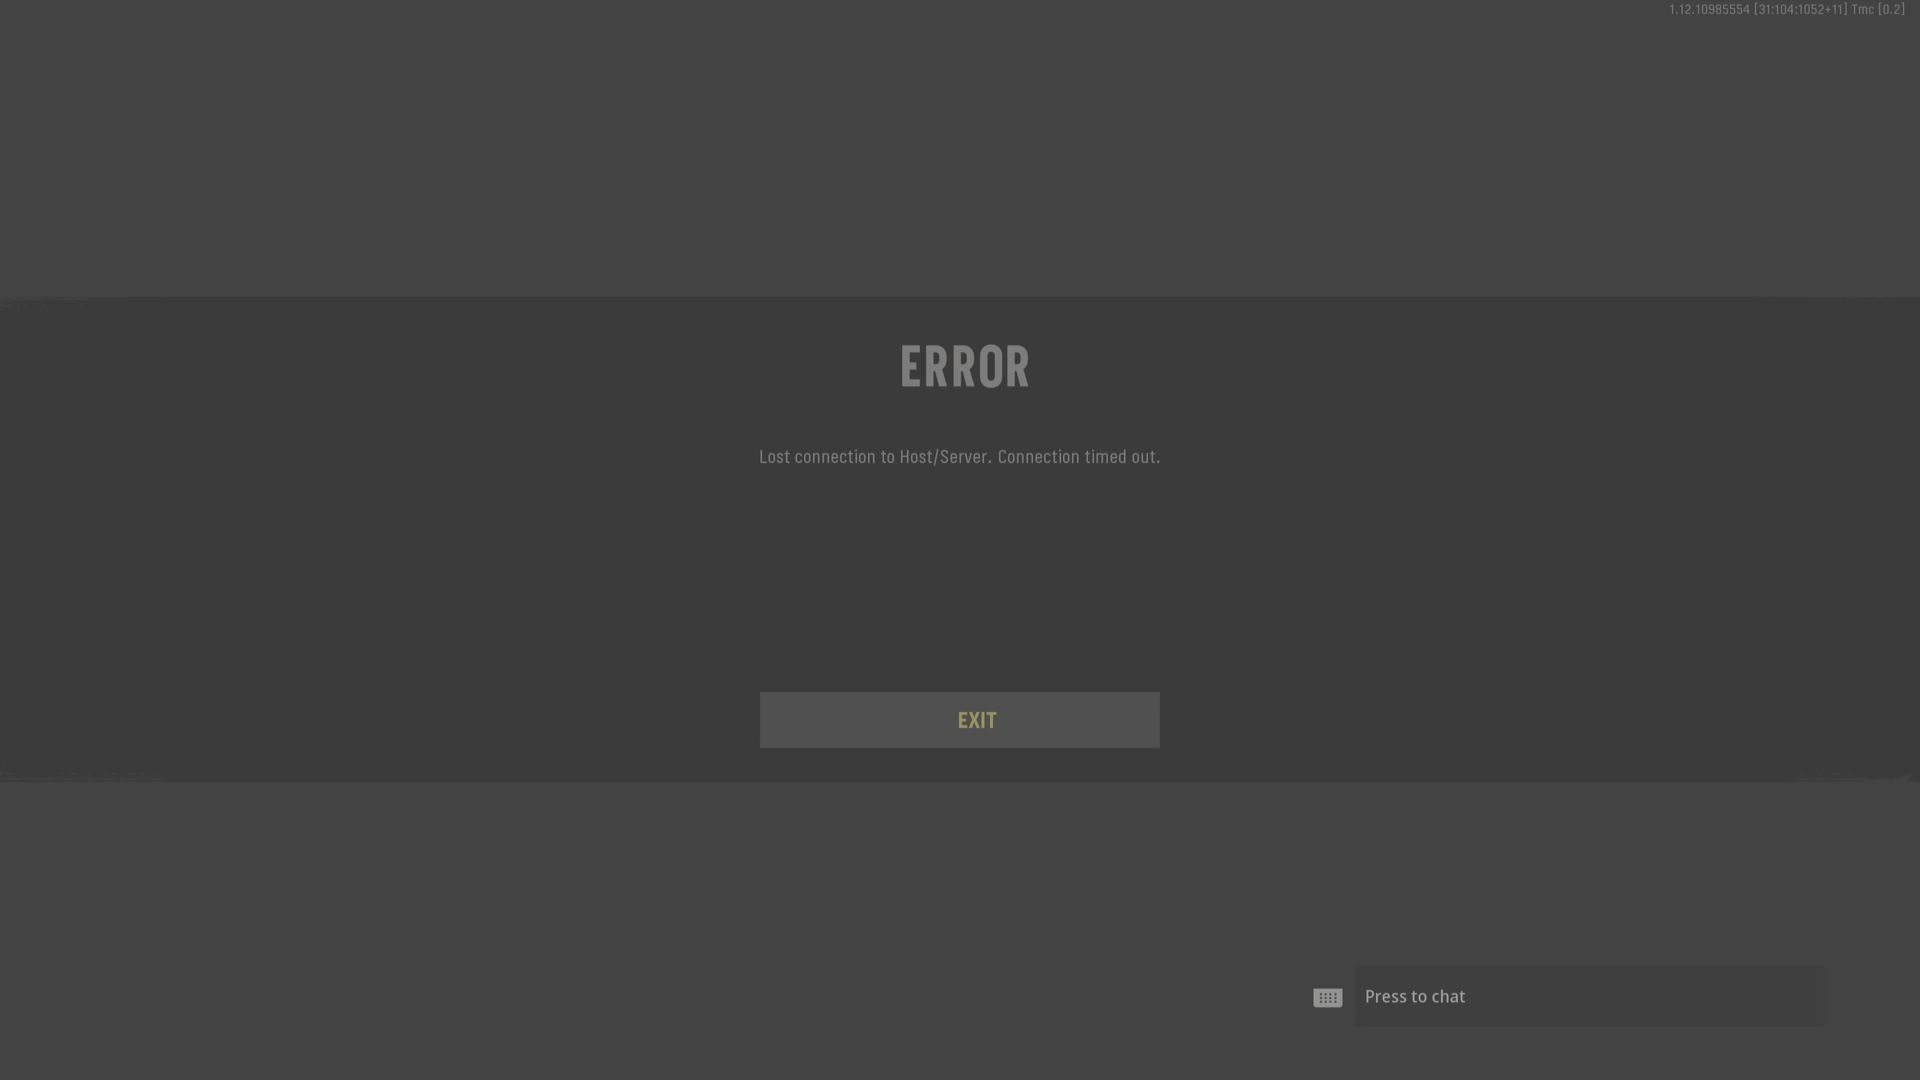 1.12.10985554 [31:104:1052+11] Tmc [0.2]
ERROR
Lost connection to Host/Server. Connection timed out.
EXIT
Press to chat